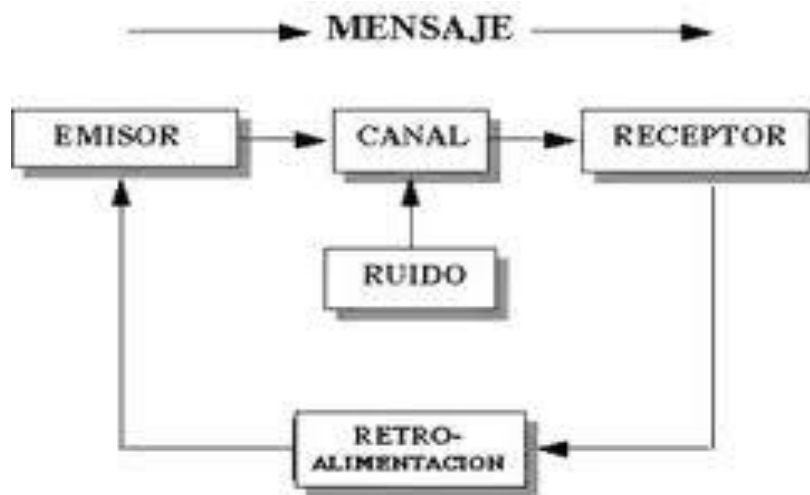 MENSAJE
EMISOR
CANAL
RECEPTOR
RUIDO
RETRO-
ALIMENTACION